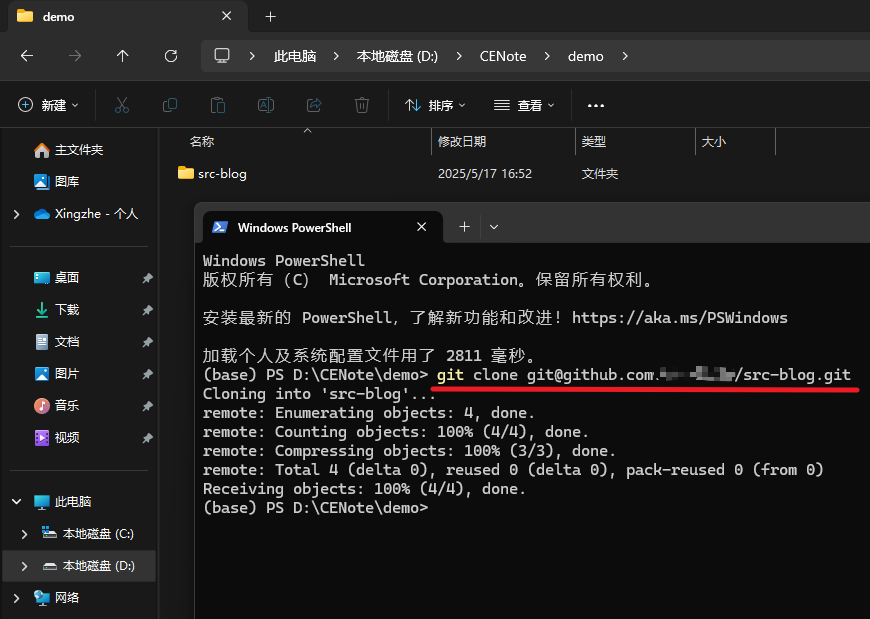 demo
此电脑
本地磁盘 (D:)
CENote
demo
新建
排序
查看
名称
修改日期
类型
大小
src-blog
2025/5/17 16:52
文件夹
主文件夹
图库
Xingzhe - 个人
桌面
下载
文档
图片
音乐
视频
此电脑
本地磁盘 (C:)
本地磁盘 (D:)
网络
Windows PowerShell
Windows PowerShell
版权所有 (C) Microsoft Corporation。保留所有权利。
安装最新的 PowerShell，了解新功能和改进！https://aka.ms/PSWindows
加载个人及系统配置文件用了 2811 毫秒。
(base) PS D:\CENote\demo> git clone git@github.com /src-blog.git
Cloning into 'src-blog'...
remote: Enumerating objects: 4, done.
remote: Counting objects: 100% (4/4), done.
remote: Compressing objects: 100% (3/3), done.
remote: Total 4 (delta 0), reused 0 (delta 0), pack-reused 0 (from 0)
Receiving objects: 100% (4/4), done.
(base) PS D:\CENote\demo>